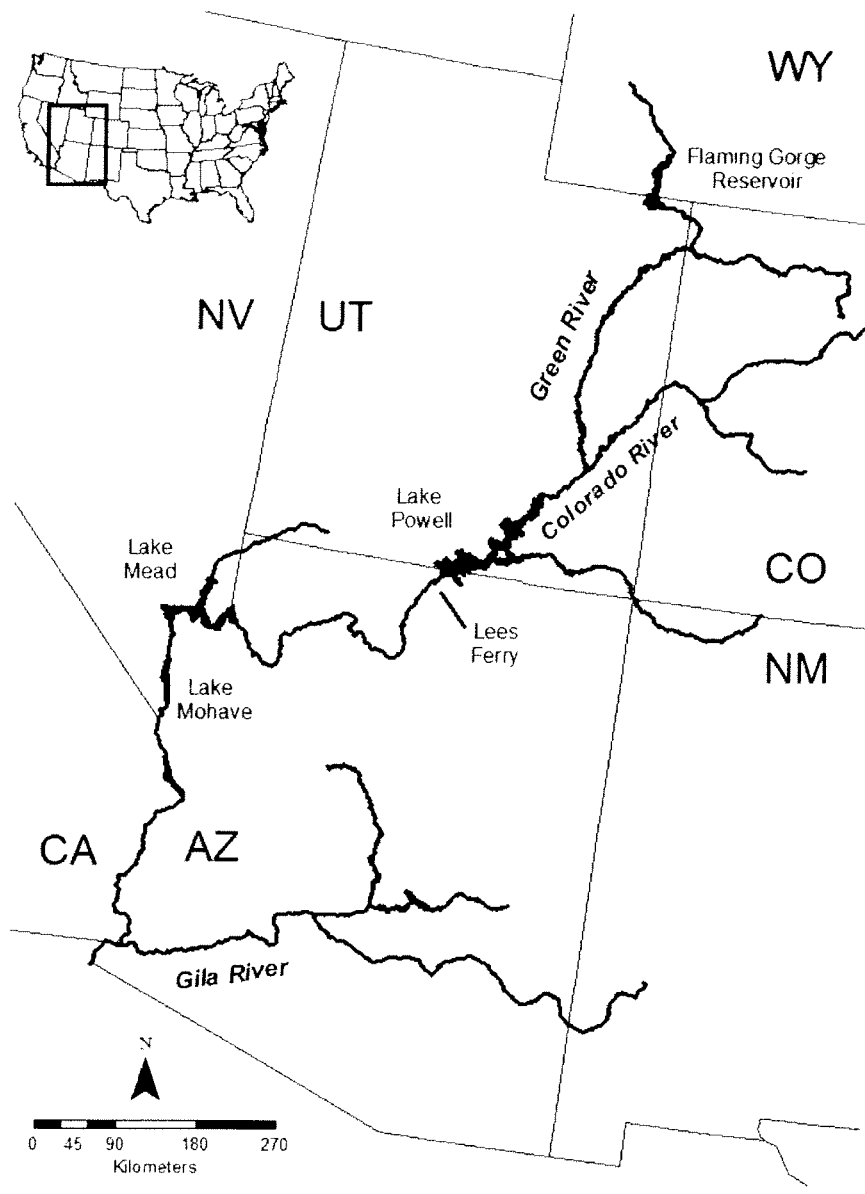 WY
Flaming Gorge
Reservoir
NV
UT
Green River
Colorado River
Lake
Powell
Lake
Mead
CO
Lees
Ferry
NM
Lake
Mohave
CA
AZ
Gila River
N
0 45 90 180 270
Kilometers